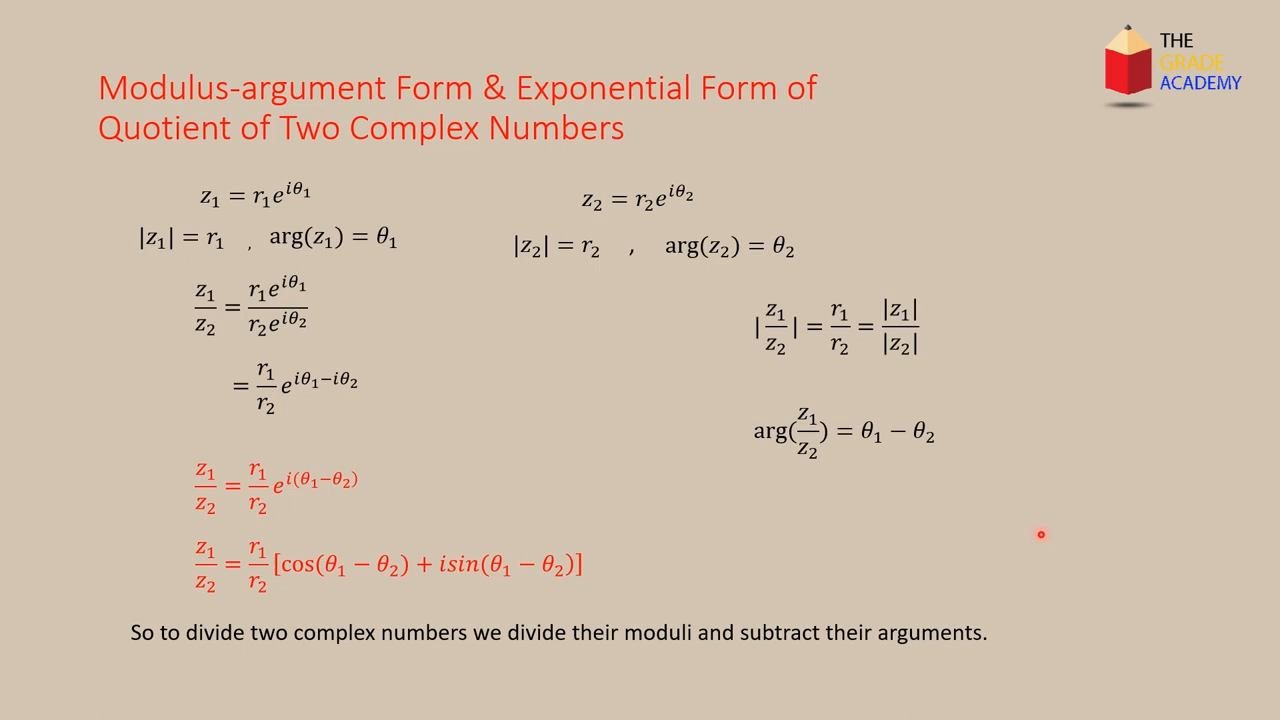 THE
GRADE
ACADEMY
Modulus-argument Form & Exponential Form of
Quotient of Two Complex Numbers
z₁ = r₁e^{iθ₁}
z₂ = r₂e^{iθ₂}
|z₁| = r₁ , arg(z₁) = θ₁
|z₂| = r₂ , arg(z₂) = θ₂
z₁/z₂ = r₁e^{iθ₁}/r₂e^{iθ₂}
|z₁/z₂| = r₁/r₂ = |z₁|/|z₂|
= r₁/r₂ e^{iθ₁−iθ₂}
arg(z₁/z₂) = θ₁ − θ₂
z₁/z₂ = r₁/r₂ e^{i(θ₁−θ₂)}
z₁/z₂ = r₁/r₂ [cos(θ₁ − θ₂) + isin(θ₁ − θ₂)]
So to divide two complex numbers we divide their moduli and subtract their arguments.